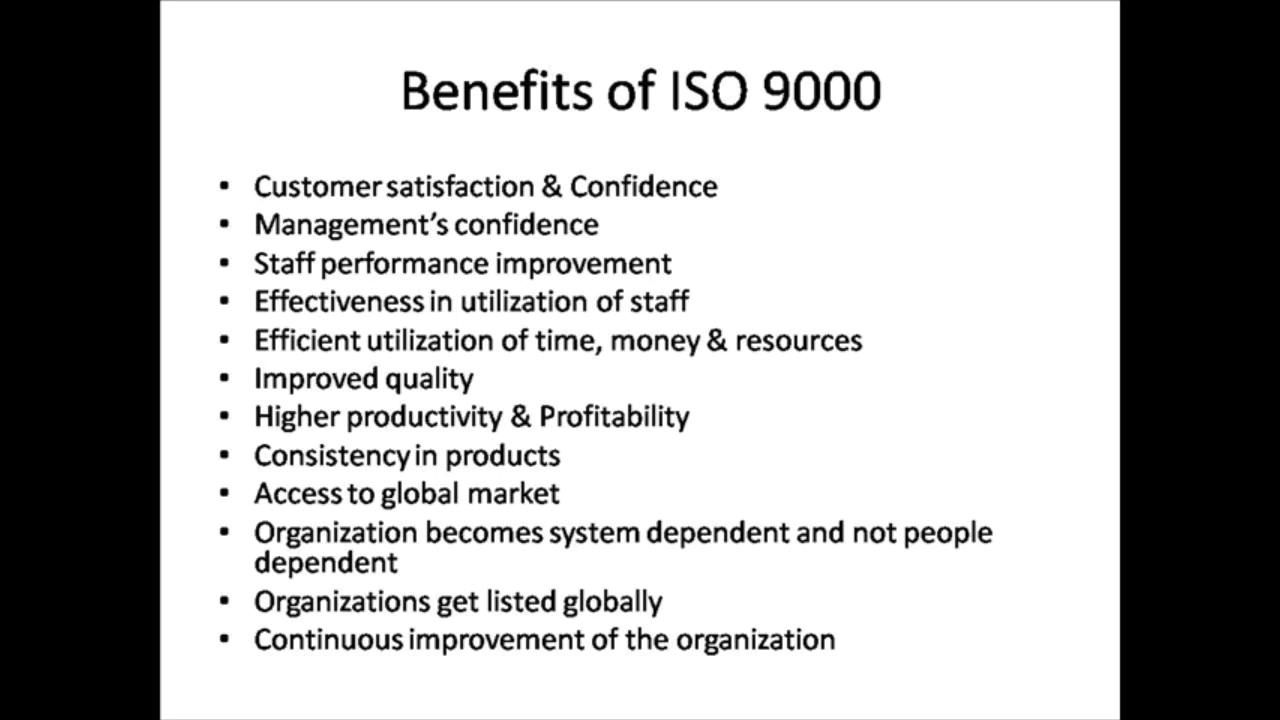 Benefits of ISO 9000
• Customer satisfaction & Confidence
• Management’s confidence
• Staff performance improvement
• Effectiveness in utilization of staff
• Efficient utilization of time, money & resources
• Improved quality
• Higher productivity & Profitability
• Consistency in products
• Access to global market
• Organization becomes system dependent and not people
dependent
• Organizations get listed globally
• Continuous improvement of the organization